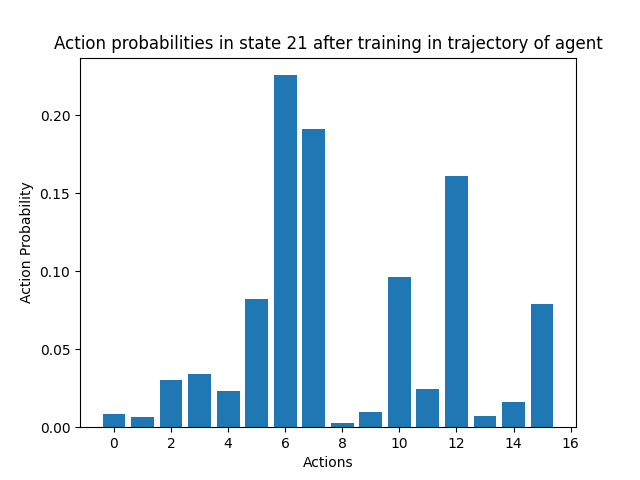 Action probabilities in state 21 after training in trajectory of agent
0.20
0.15
0.10
0.05
0.00
Action Probability
0 2 4 6 8 10 12 14 16
Actions